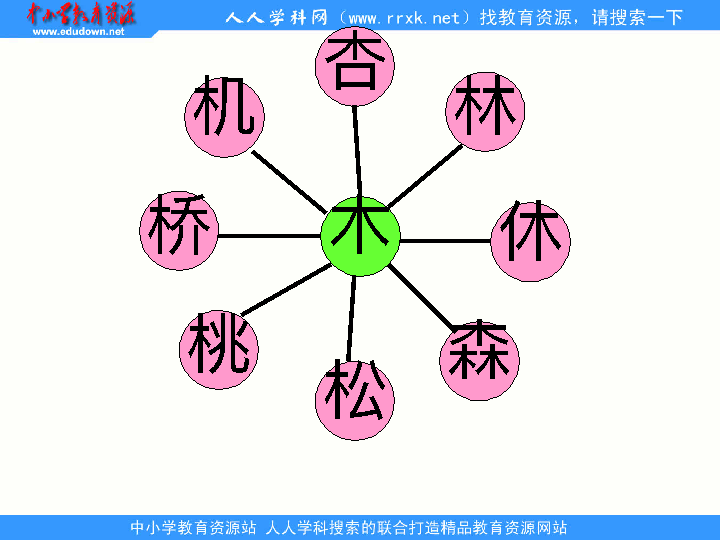 中小学教育资源
www.edudown.net
人人学科网（www.rrxk.net）找教育资源，请搜索一下
杏
机
林
桥
木
休
桃
森
松
中小学教育资源站 人人学科搜索的联合打造精品教育资源网站